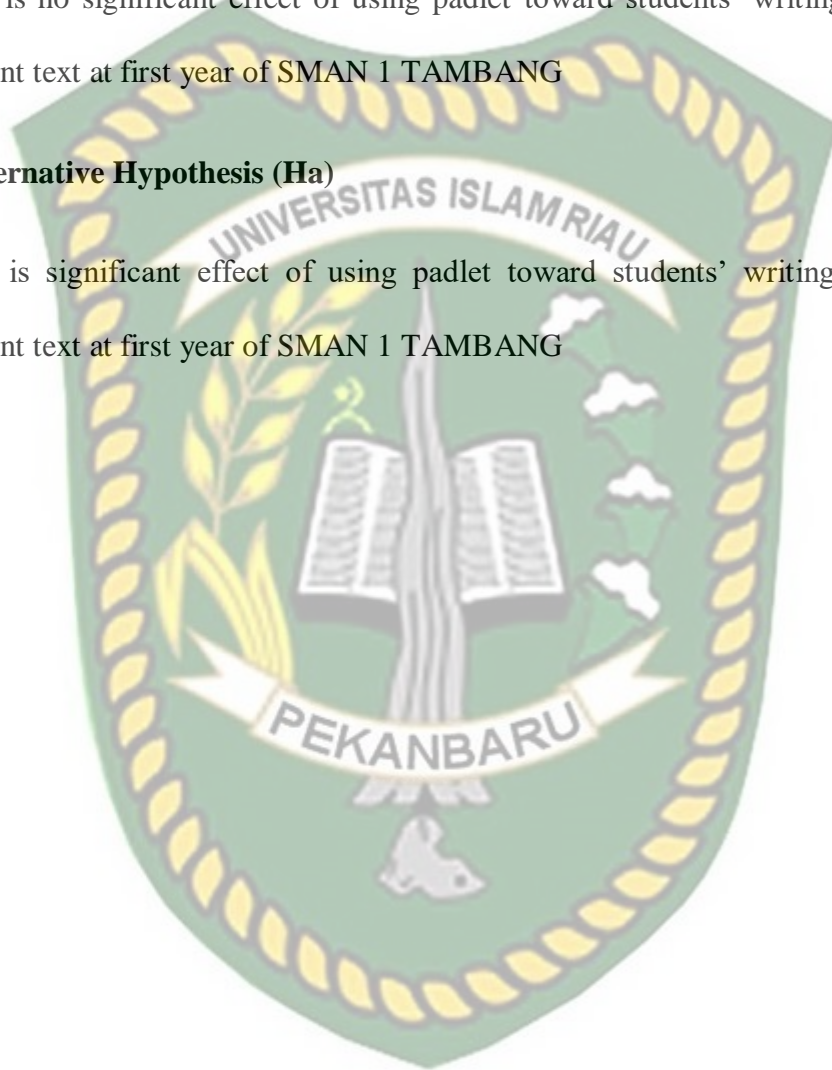 is no significant effect of using padlet toward students' writing
nt text at first year of SMAN 1 TAMBANG
ernative Hypothesis (Ha)
UNIVERSITAS ISLAM RIAU
is significant effect of using padlet toward students’ writing
nt text at first year of SMAN 1 TAMBANG
PEKANBARU